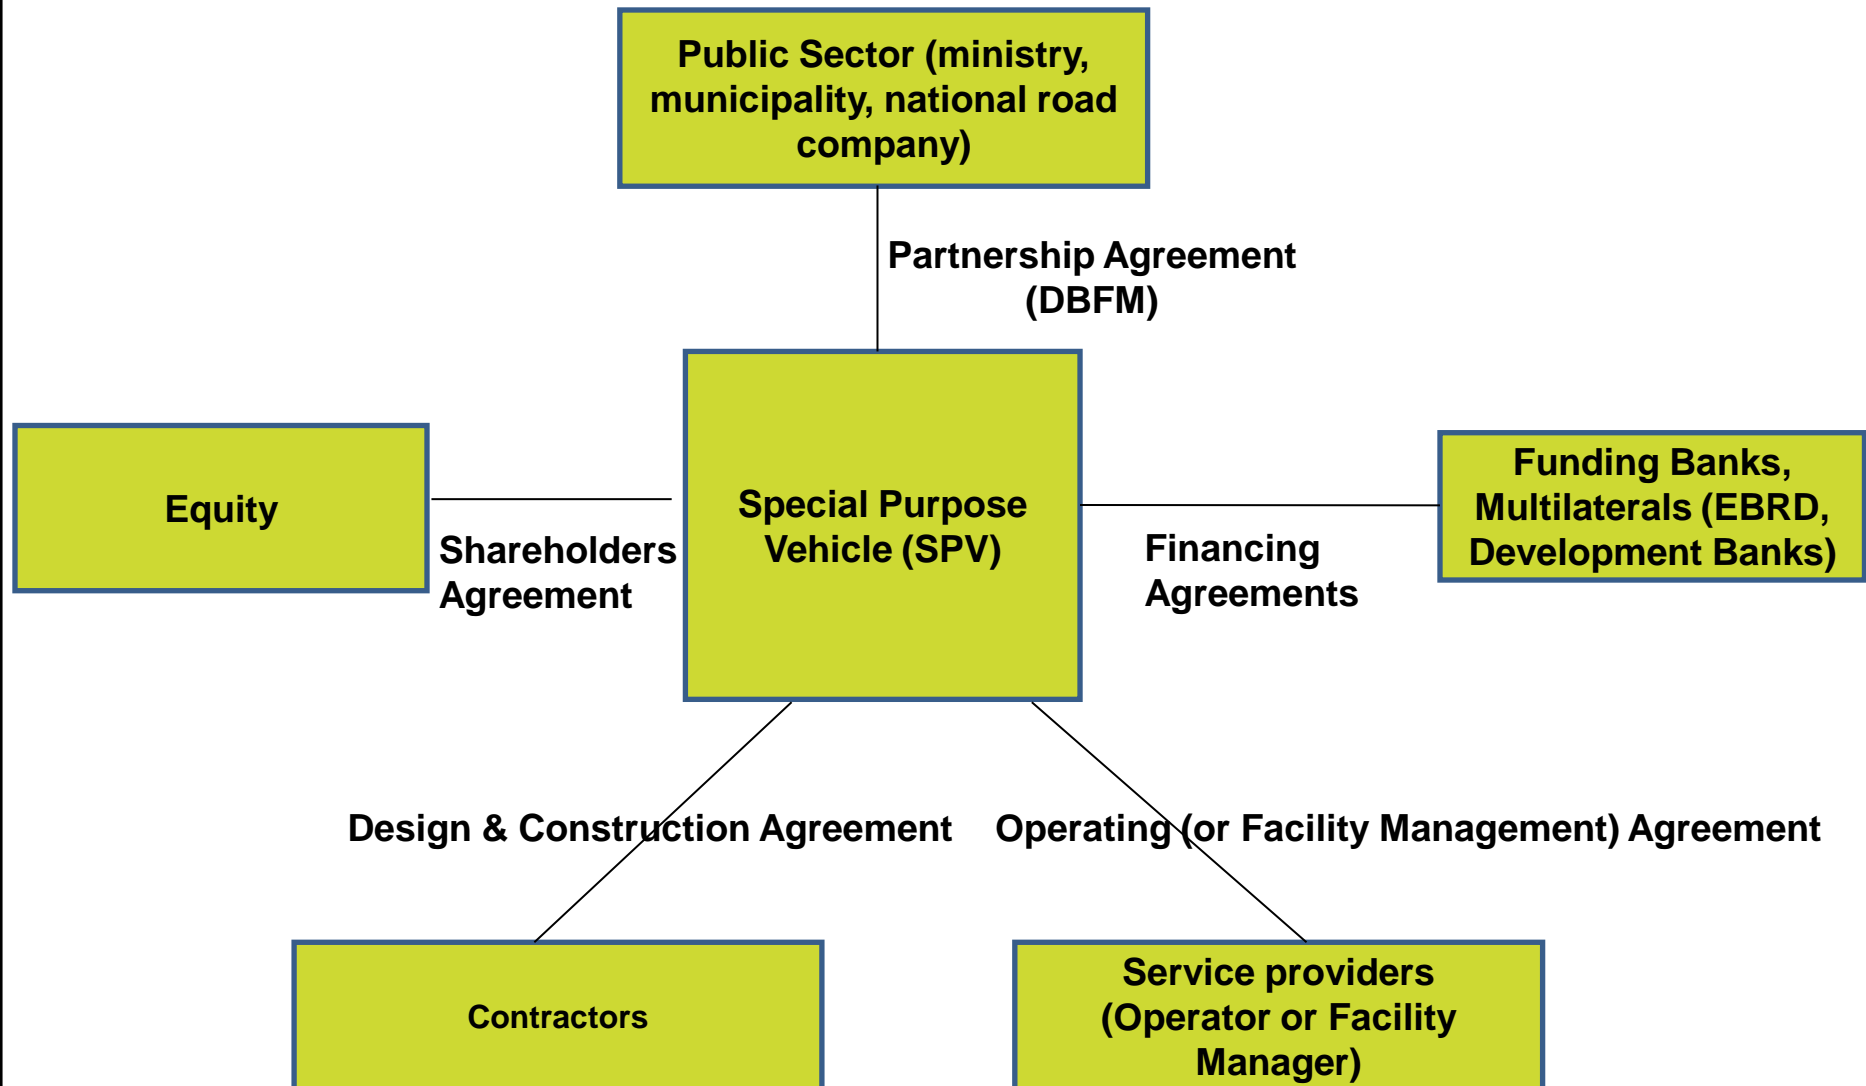 Public Sector (ministry,
municipality, national road
company)
Partnership Agreement
(DBFM)
Equity
Shareholders
Agreement
Special Purpose
Vehicle (SPV)
Financing
Agreements
Funding Banks,
Multilaterals (EBRD,
Development Banks)
Design & Construction Agreement
Operating (or Facility Management) Agreement
Contractors
Service providers
(Operator or Facility
Manager)